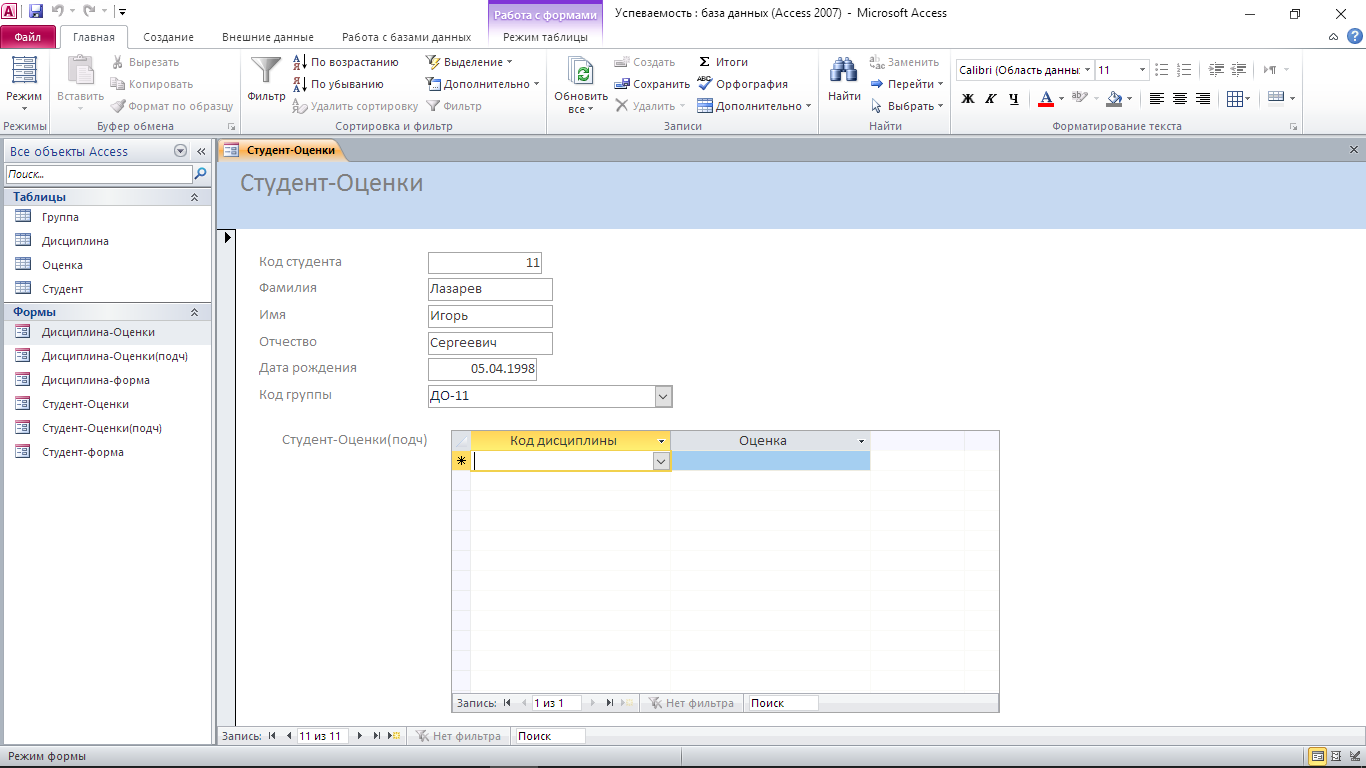 Работа с формами
Успеваемость : база данных (Access 2007) - Microsoft Access
Файл Главная Создание Внешние данные Работа с базами данных Режим таблицы
Режим
Режимы
Вставить
Вырезать
Копировать
Формат по образцу
Буфер обмена
Фильтр
По возрастанию
По убыванию
Удалить сортировку
Выделение
Дополнительно
Фильтр
Сортировка и фильтр
Обновить
все
Создать
Сохранить
Удалить
Итоги
Орфография
Дополнительно
Записи
Найти
Заменить
Перейти
Выбрать
Найти
Calibri (Область данны: 11
Ж К Ч А
Форматирование текста
Все объекты Access
Поиск...
Таблицы
Группа
Дисциплина
Оценка
Студент
Формы
Дисциплина-Оценки
Дисциплина-Оценки(подч)
Дисциплина-форма
Студент-Оценки
Студент-Оценки(подч)
Студент-форма
Студент-Оценки
Студент-Оценки
Код студента 11
Фамилия Лазарев
Имя Игорь
Отчество Сергеевич
Дата рождения 05.04.1998
Код группы ДО-11
Студент-Оценки(подч)
Код дисциплины Оценка
Запись: 1 из 1 Нет фильтра Поиск
Запись: 11 из 11 Нет фильтра Поиск
Режим формы